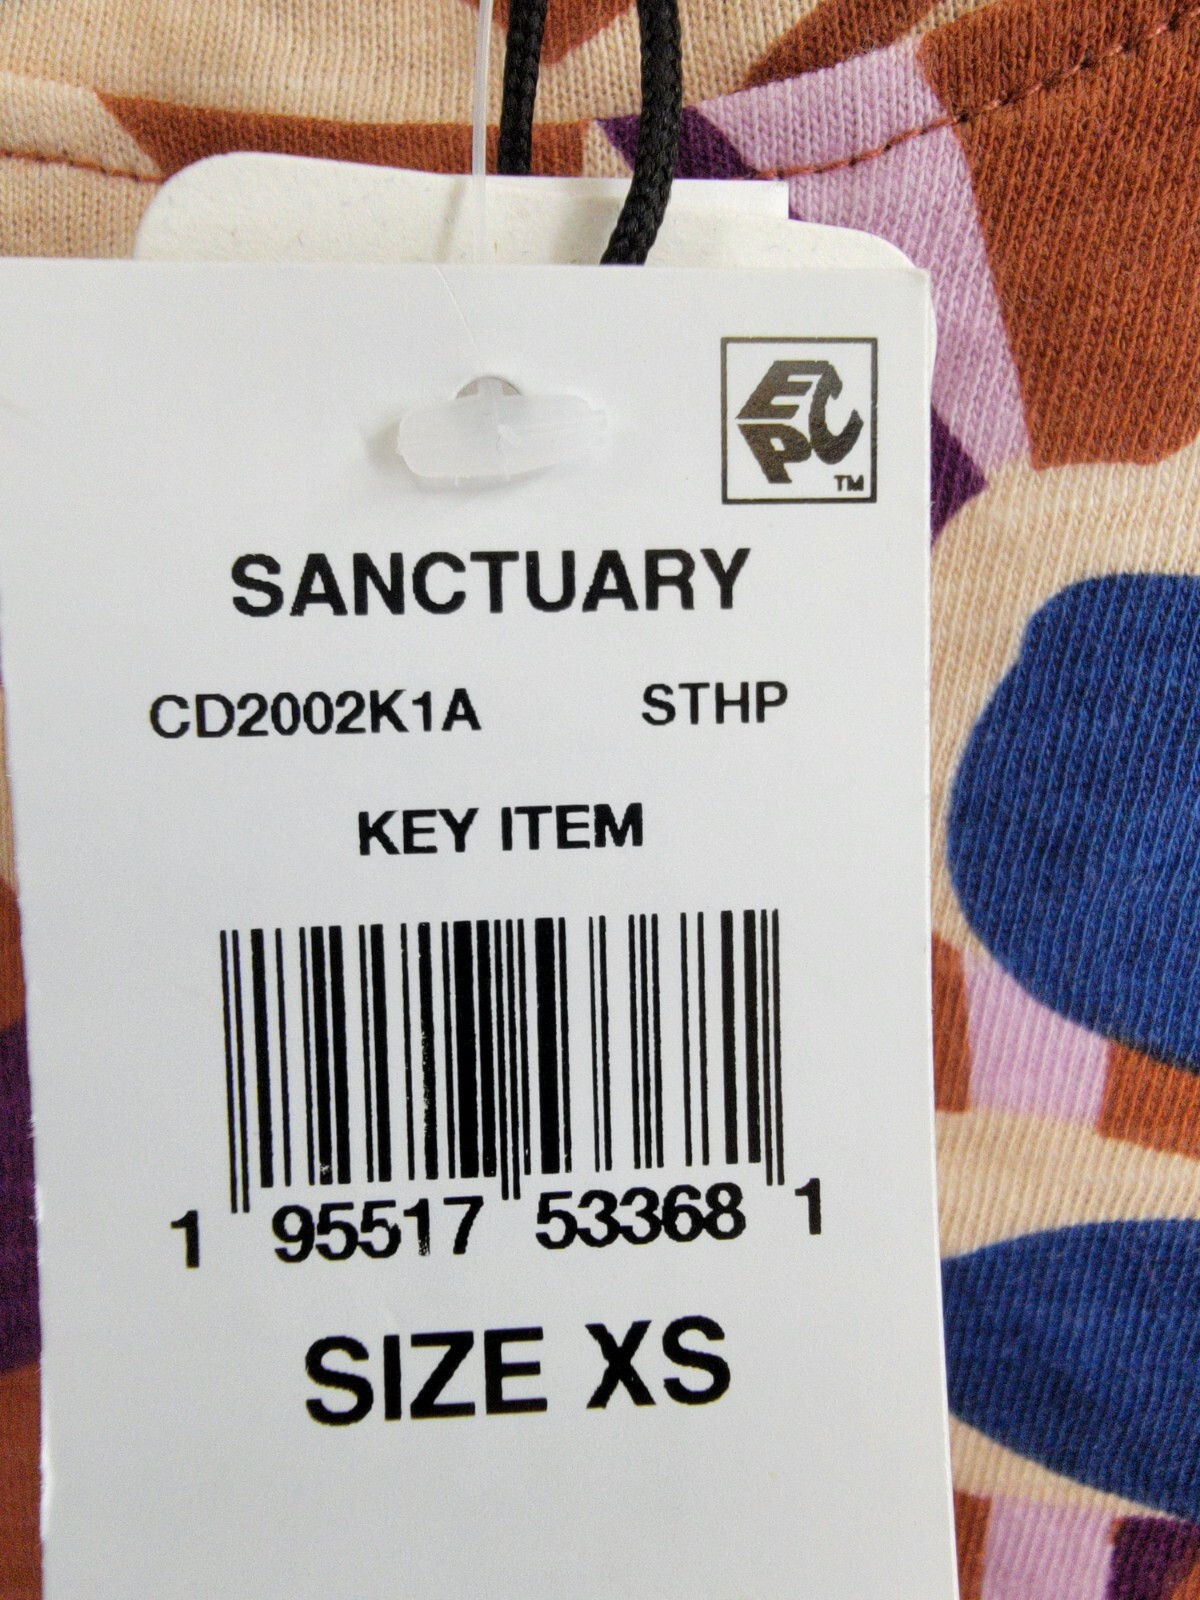 EPC
TM
SANCTUARY
CD2002K1A STHP
KEY ITEM
1 95517 53368 1
SIZE XS